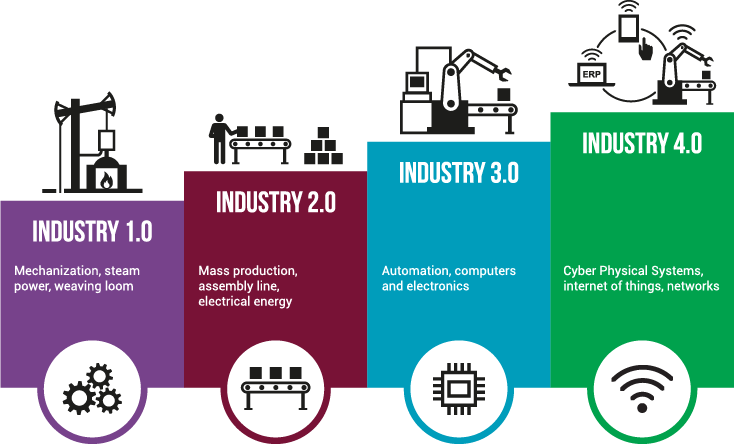 ERP
INDUSTRY 1.0
Mechanization, steam
power, weaving loom
INDUSTRY 2.0
Mass production,
assembly line,
electrical energy
INDUSTRY 3.0
Automation, computers
and electronics
INDUSTRY 4.0
Cyber Physical Systems,
internet of things, networks